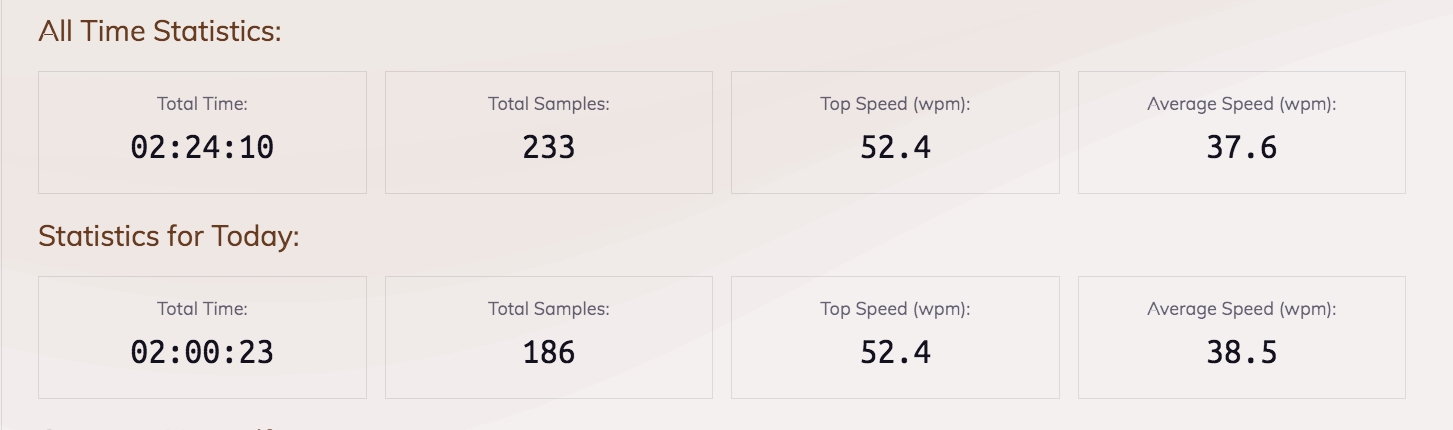 All Time Statistics:
Total Time: Total Samples: Top Speed (wpm): Average Speed (wpm):
02:24:10 233 52.4 37.6
Statistics for Today:
Total Time: Total Samples: Top Speed (wpm): Average Speed (wpm):
02:00:23 186 52.4 38.5